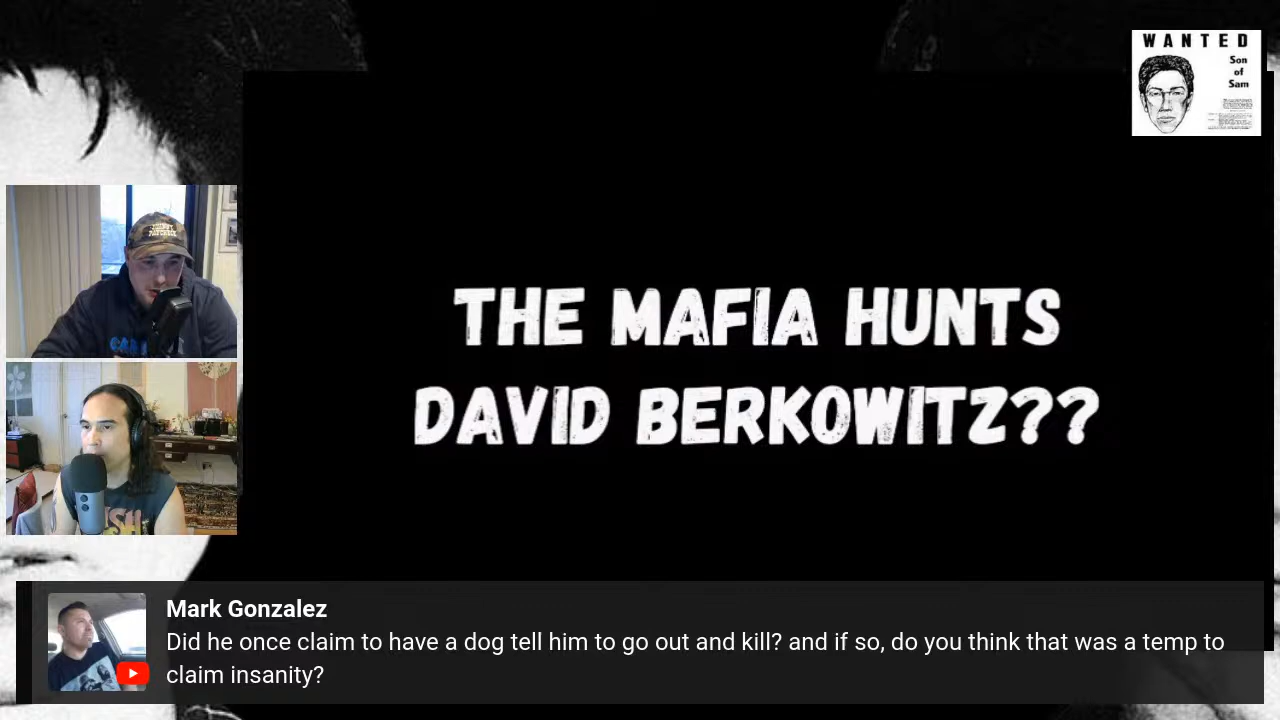 WANTED
Son
of
Sam
THE MAFIA HUNTS
DAVID BERKOWITZ??
Mark Gonzalez
Did he once claim to have a dog tell him to go out and kill? and if so, do you think that was a temp to
claim insanity?